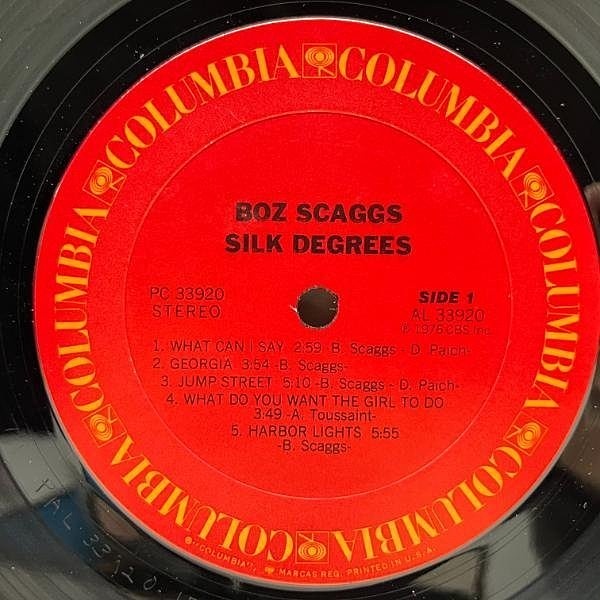 COLUMBIA COLUMBIA COLUMBIA COLUMBIA COLUMBIA COLUMBIA COLUMBIA
BOZ SCAGGS
SILK DEGREES
PC 33920
STEREO
SIDE 1
AL 33920
℗ 1976 CBS Inc.
1. WHAT CAN I SAY 2:59 -B. Scaggs - D. Paich-
2. GEORGIA 3:54 -B. Scaggs-
3. JUMP STREET 5:10 -B. Scaggs - D. Paich-
4. WHAT DO YOU WANT THE GIRL TO DO
3:49 -A. Toussaint-
5. HARBOR LIGHTS 5:55
-B. Scaggs-
"COLUMBIA", MARCAS REG. PRINTED IN U.S.A.